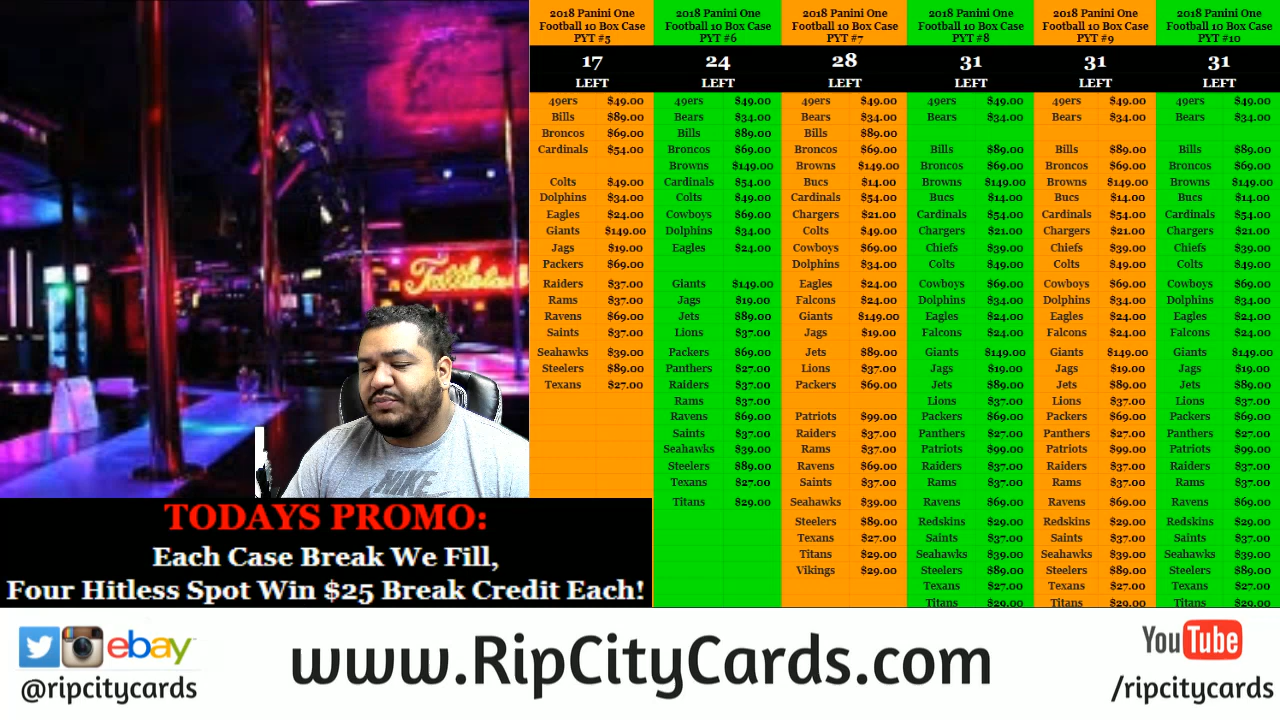 2018 Panini One
Football 10 Box Case
PYT #5
17
LEFT
49ers $49.00
Bills $89.00
Broncos $69.00
Cardinals $54.00
Colts $49.00
Dolphins $34.00
Eagles $24.00
Giants $149.00
Jags $19.00
Packers $69.00
Raiders $37.00
Rams $37.00
Ravens $69.00
Saints $37.00
Seahawks $39.00
Steelers $89.00
Texans $27.00
2018 Panini One
Football 10 Box Case
PYT #6
24
LEFT
49ers $49.00
Bears $34.00
Bills $89.00
Broncos $69.00
Browns $149.00
Cardinals $54.00
Colts $49.00
Cowboys $69.00
Dolphins $34.00
Eagles $24.00
Giants $149.00
Jags $19.00
Jets $89.00
Lions $37.00
Packers $69.00
Panthers $27.00
Raiders $37.00
Rams $37.00
Ravens $69.00
Saints $37.00
Seahawks $39.00
Steelers $89.00
Texans $27.00
Titans $29.00
2018 Panini One
Football 10 Box Case
PYT #7
28
LEFT
49ers $49.00
Bears $34.00
Bills $89.00
Broncos $69.00
Browns $149.00
Bucs $14.00
Cardinals $54.00
Chargers $21.00
Colts $49.00
Cowboys $69.00
Dolphins $34.00
Eagles $24.00
Falcons $24.00
Giants $149.00
Jags $19.00
Jets $89.00
Lions $37.00
Packers $69.00
Patriots $99.00
Raiders $37.00
Rams $37.00
Ravens $69.00
Saints $37.00
Seahawks $39.00
Steelers $89.00
Texans $27.00
Titans $29.00
Vikings $29.00
2018 Panini One
Football 10 Box Case
PYT #8
31
LEFT
49ers $49.00
Bears $34.00
Bills $89.00
Broncos $69.00
Browns $149.00
Bucs $14.00
Cardinals $54.00
Chargers $21.00
Chiefs $39.00
Colts $49.00
Cowboys $69.00
Dolphins $34.00
Eagles $24.00
Falcons $24.00
Giants $149.00
Jags $19.00
Jets $89.00
Lions $37.00
Packers $69.00
Panthers $27.00
Patriots $99.00
Raiders $37.00
Rams $37.00
Ravens $69.00
Redskins $29.00
Saints $37.00
Seahawks $39.00
Steelers $89.00
Texans $27.00
Titans $29.00
2018 Panini One
Football 10 Box Case
PYT #9
31
LEFT
49ers $49.00
Bears $34.00
Bills $89.00
Broncos $69.00
Browns $149.00
Bucs $14.00
Cardinals $54.00
Chargers $21.00
Chiefs $39.00
Colts $49.00
Cowboys $69.00
Dolphins $34.00
Eagles $24.00
Falcons $24.00
Giants $149.00
Jags $19.00
Jets $89.00
Lions $37.00
Packers $69.00
Panthers $27.00
Patriots $99.00
Raiders $37.00
Rams $37.00
Ravens $69.00
Redskins $29.00
Saints $37.00
Seahawks $39.00
Steelers $89.00
Texans $27.00
Titans $29.00
2018 Panini One
Football 10 Box Case
PYT #10
31
LEFT
49ers $49.00
Bears $34.00
Bills $89.00
Broncos $69.00
Browns $149.00
Bucs $14.00
Cardinals $54.00
Chargers $21.00
Chiefs $39.00
Colts $49.00
Cowboys $69.00
Dolphins $34.00
Eagles $24.00
Falcons $24.00
Giants $149.00
Jags $19.00
Jets $89.00
Lions $37.00
Packers $69.00
Panthers $27.00
Patriots $99.00
Raiders $37.00
Rams $37.00
Ravens $69.00
Redskins $29.00
Saints $37.00
Seahawks $39.00
Steelers $89.00
Texans $27.00
Titans $29.00
NIKE
TODAYS PROMO:
Each Case Break We Fill,
Four Hitless Spot Win $25 Break Credit Each!
ebay
@ripcitycards
www.RipCityCards.com
YouTube
/ripcitycards